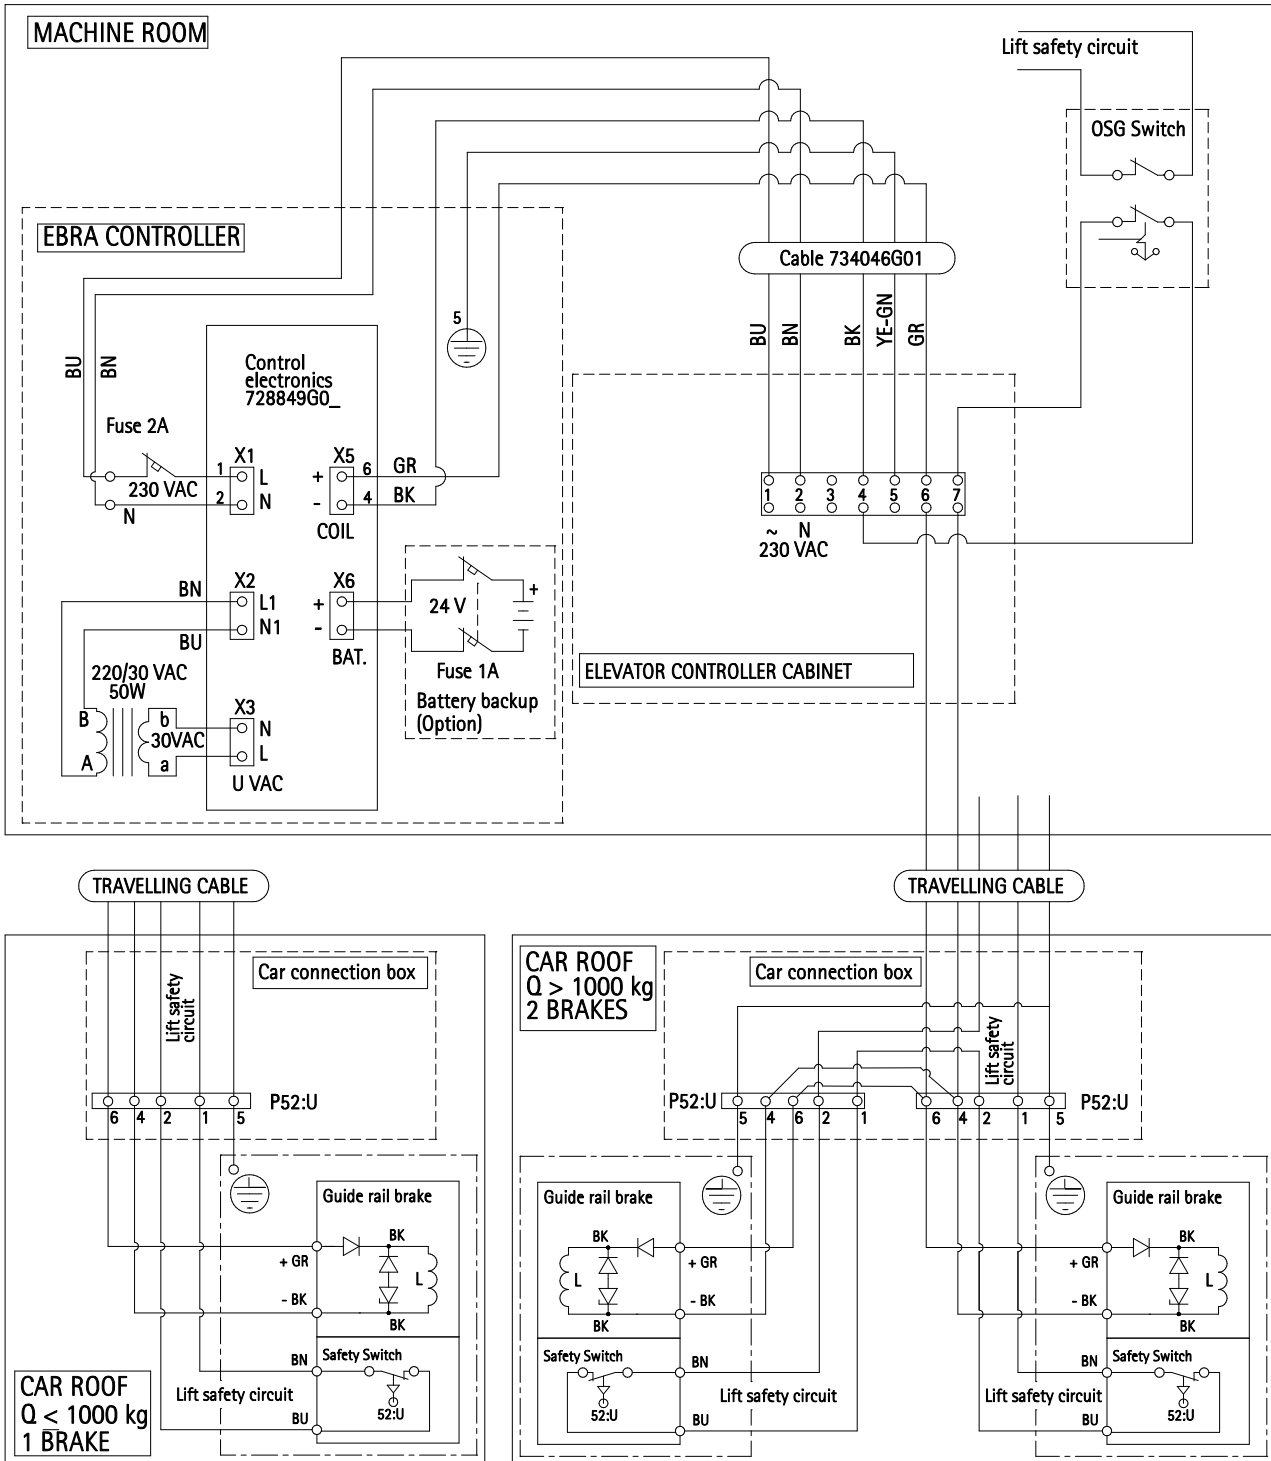 MACHINE ROOM
Lift safety circuit
OSG Switch
EBRA CONTROLLER
Cable 734046G01
BU
BN
BK
YE-GN
GR
5
BU
BN
Control
electronics
728849G0_
Fuse 2A
X1
X5
1
L
+
6
GR
230 VAC
2
N
-
4
BK
N
COIL
1
2
3
4
5
6
7
~
N
230 VAC
BN
X2
X6
L1
+
24 V
+
N1
-
BU
BAT.
Fuse 1A
220/30 VAC
50W
Battery backup
(Option)
ELEVATOR CONTROLLER CABINET
B
b
X3
N
30VAC
A
a
L
U VAC
TRAVELLING CABLE
TRAVELLING CABLE
Car connection box
Lift safety
circuit
P52:U
6
4
2
1
5
Guide rail brake
BK
+ GR
L
- BK
BK
Safety Switch
BN
Lift safety circuit
52:U
BU
CAR ROOF
Q ≤ 1000 kg
1 BRAKE
CAR ROOF
Q > 1000 kg
2 BRAKES
Car connection box
Lift safety
circuit
P52:U
P52:U
5
4
6
2
1
6
4
2
1
5
Guide rail brake
BK
+ GR
L
- BK
BK
Safety Switch
BN
52:U
Lift safety circuit
BU
Guide rail brake
BK
+ GR
L
- BK
BK
BN
Safety Switch
Lift safety circuit
52:U
BU